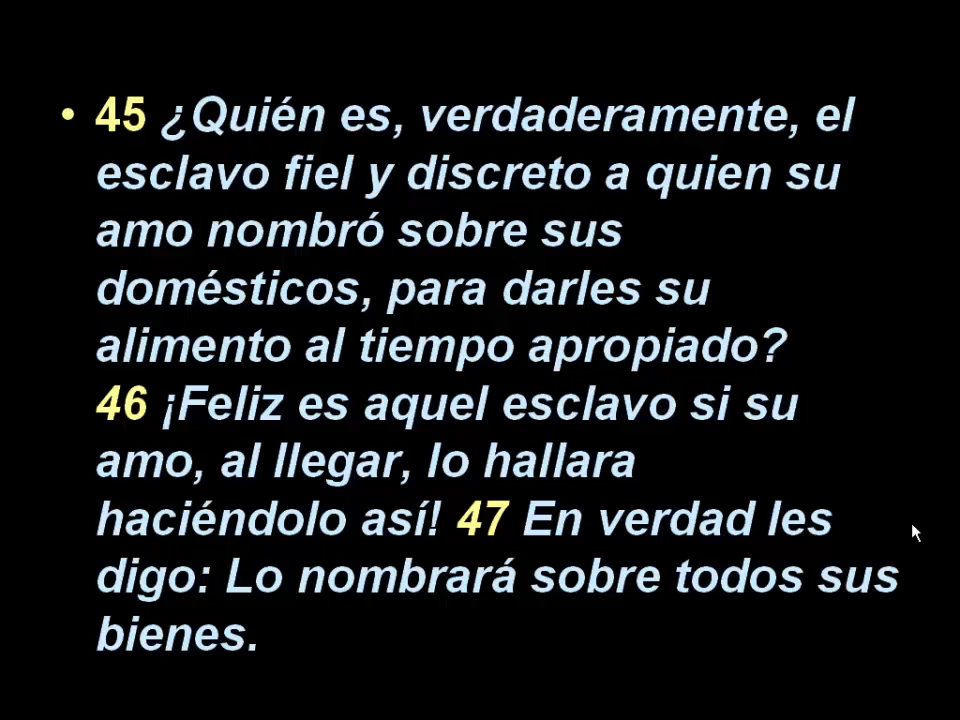 • 45 ¿Quién es, verdaderamente, el
esclavo fiel y discreto a quien su
amo nombró sobre sus
domésticos, para darles su
alimento al tiempo apropiado?
46 ¡Feliz es aquel esclavo si su
amo, al llegar, lo hallara
haciéndolo así! 47 En verdad les
digo: Lo nombrará sobre todos sus
bienes.